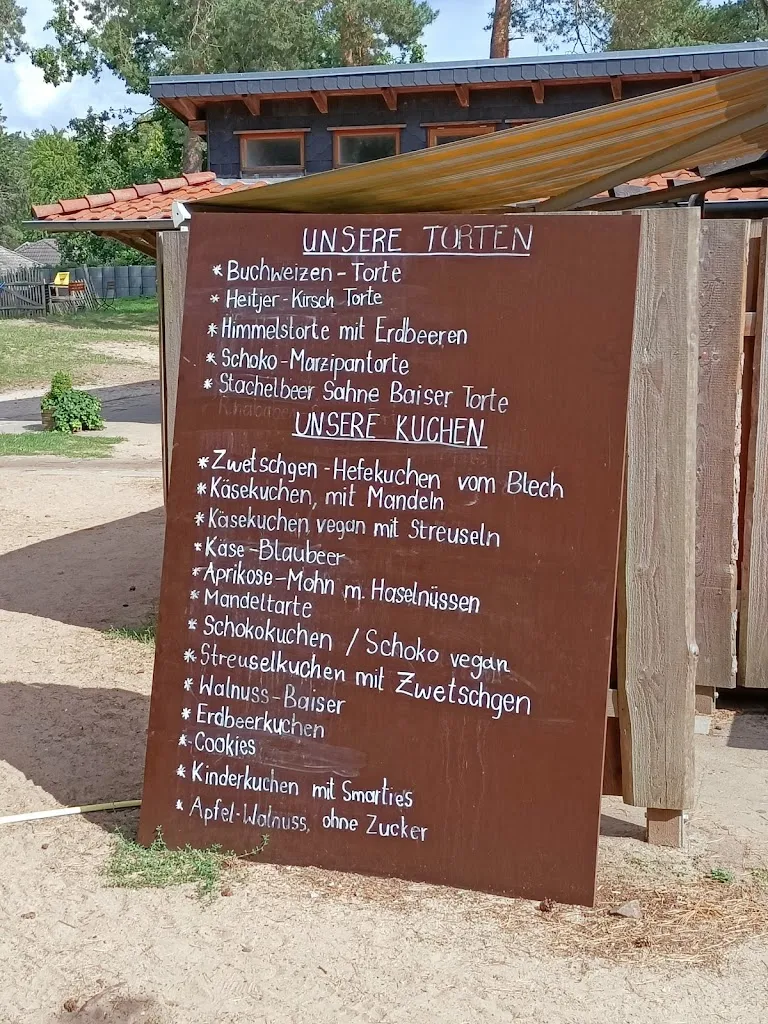 UNSERE TORTEN
* Buchweizen-Torte
* Heitjer-Kirsch Torte
* Himmelstorte mit Erdbeeren
* Schoko-Marzipantorte
* Stachelbeer Sahne Baiser Torte
UNSERE KUCHEN
* Zwetschgen-Hefekuchen vom Blech
* Käsekuchen, mit Mandeln
* Käsekuchen vegan mit Streuseln
* Käse-Blaubeer
* Aprikose-Mohn m. Haselnüssen
* Mandeltarte
* Schokokuchen / Schoko vegan
* Streuselkuchen mit Zwetschgen
* Walnuss-Baiser
* Erdbeerkuchen
* Cookies
* Kinderkuchen mit Smartie's
* Apfel-Walnuss, ohne Zucker